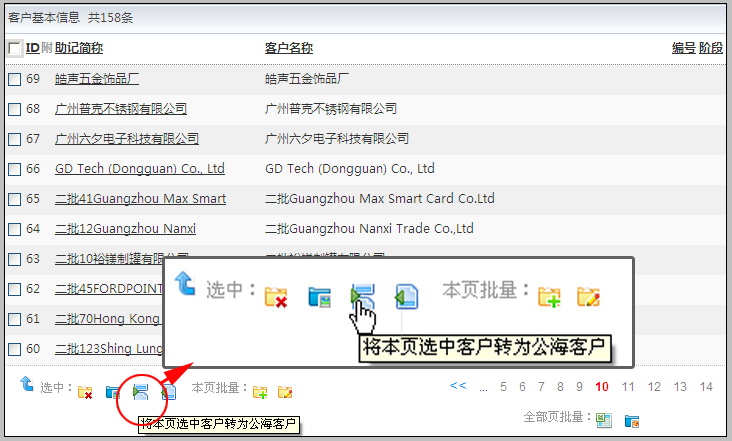 客户基本信息 共158条
ID 附 助记简称 客户名称 编号 阶段
69 皓声五金饰品厂 皓声五金饰品厂
68 广州普克不锈钢有限公司 广州普克不锈钢有限公司
67 广州六夕电子科技有限公司 广州六夕电子科技有限公司
66 GD Tech (Dongguan) Co., Ltd GD Tech (Dongguan) Co., Ltd
65 二批41Guangzhou Max Smart 二批Guangzhou Max Smart Card Co.Ltd
64 二批12Guangzhou Nanxi 二批Guangzhou Nanxi Trade Co.,Ltd
63 二批10裕镁制罐有限公司
62 二批45FORDPOINT
61 二批70Hong Kong
60 二批123Shing Lung
选中： 本页批量：
将本页选中客户转为公海客户
选中： 本页批量： << ... 5 6 7 8 9 10 11 12 13 14
将本页选中客户转为公海客户
全部页批量：